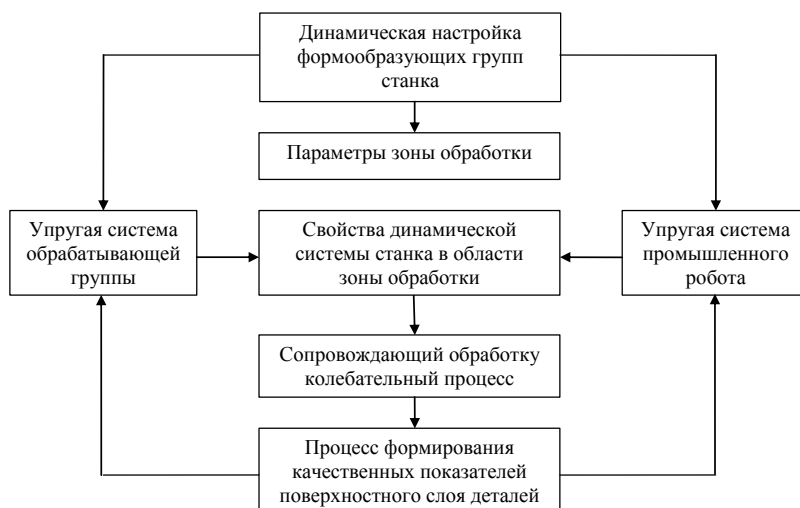 Динамическая настройка
формообразующих групп
станка
Параметры зоны обработки
Упругая система
обрабатывающей
группы
Свойства динамической
системы станка в области
зоны обработки
Упругая система
промышленного
робота
Сопровождающий обработку
колебательный процесс
Процесс формирования
качественных показателей
поверхностного слоя деталей